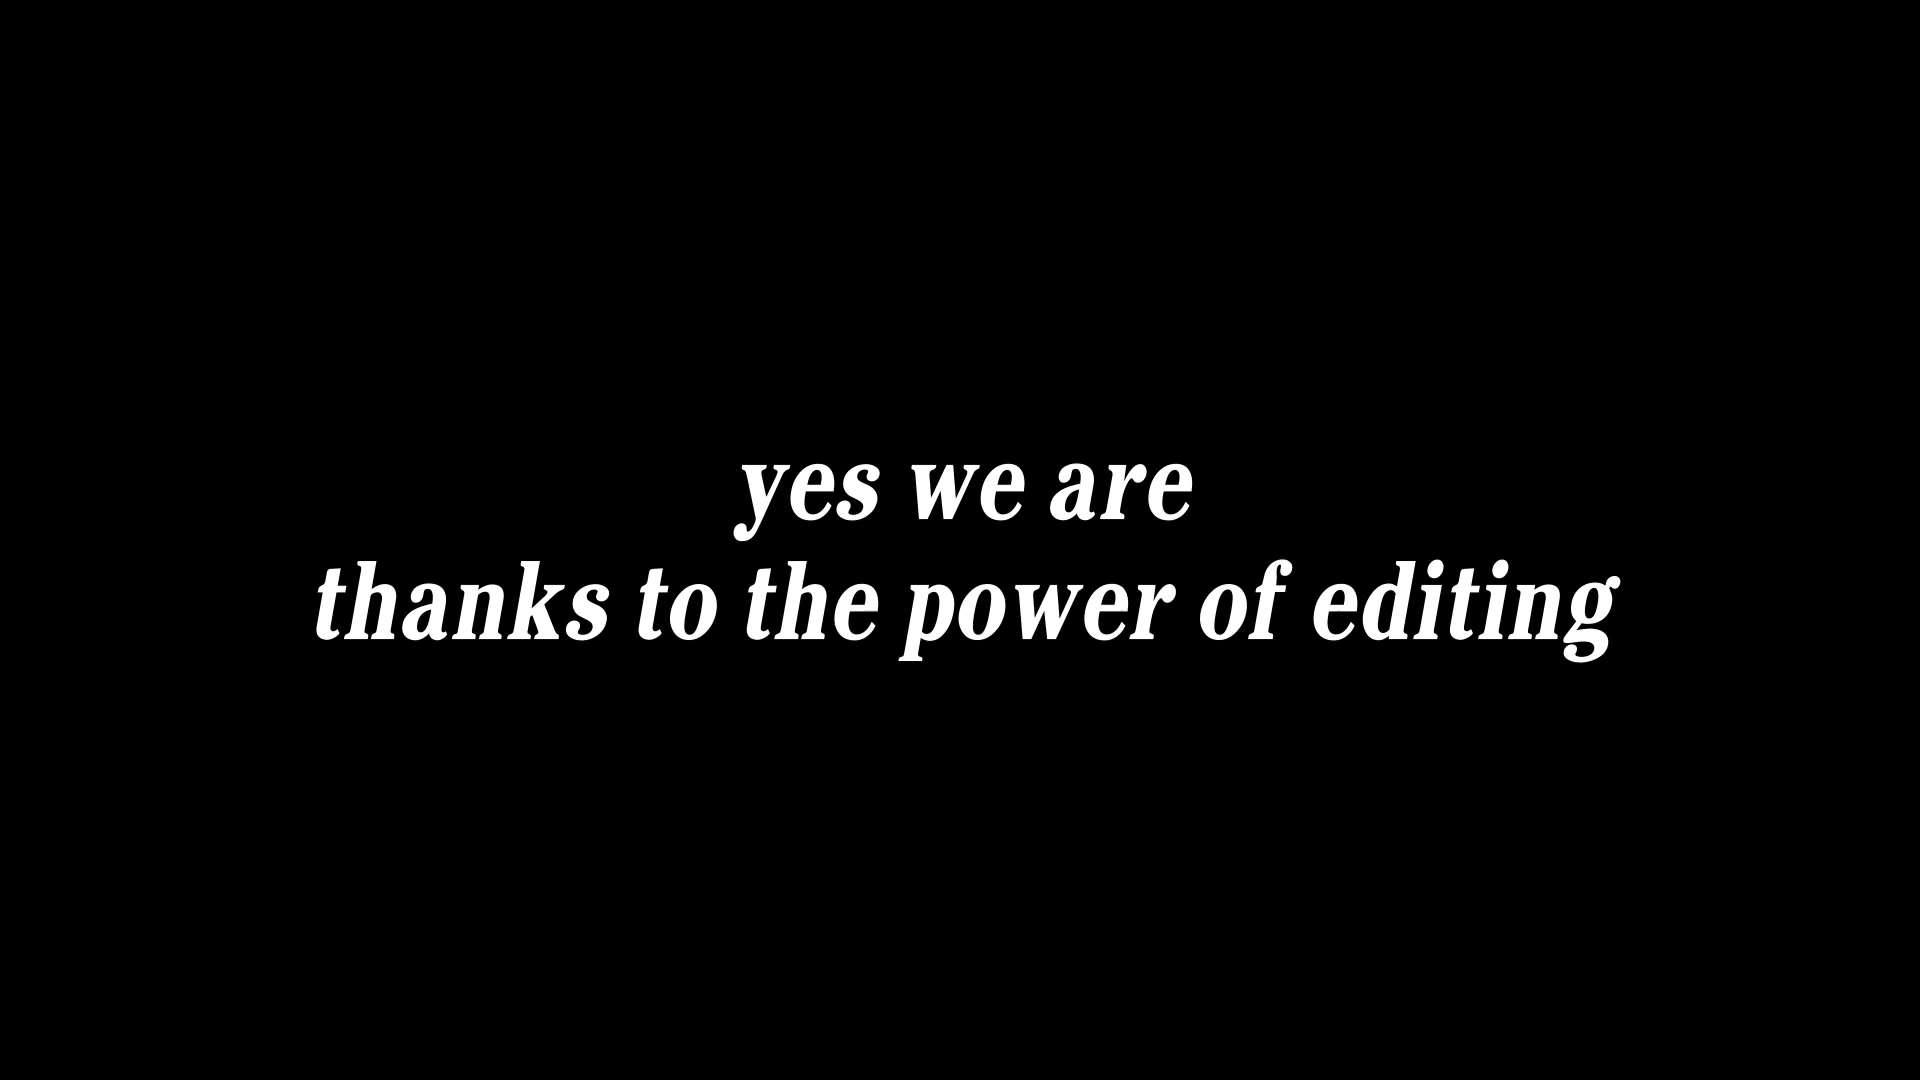 yes we are
thanks to the power of editing